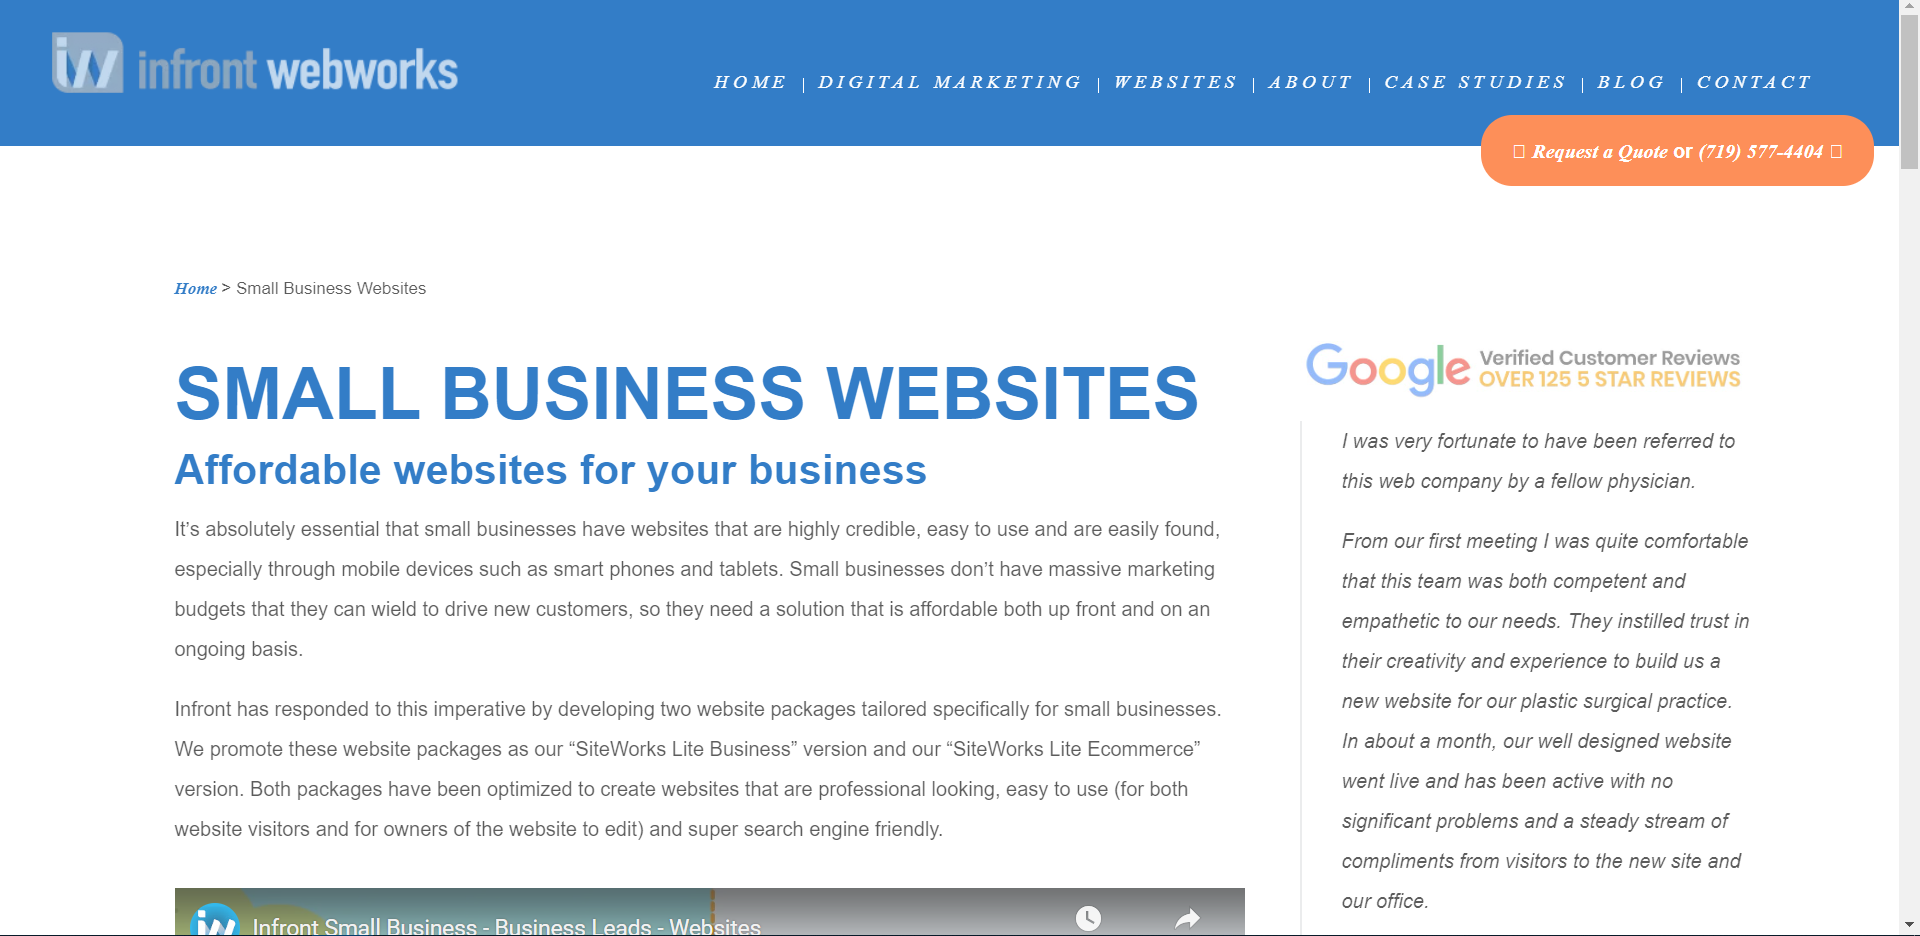 infront webworks
HOME | DIGITAL MARKETING | WEBSITES | ABOUT | CASE STUDIES | BLOG | CONTACT
Request a Quote or (719) 577-4404
Home > Small Business Websites
SMALL BUSINESS WEBSITES
Affordable websites for your business
It’s absolutely essential that small businesses have websites that are highly credible, easy to use and are easily found,
especially through mobile devices such as smart phones and tablets. Small businesses don’t have massive marketing
budgets that they can wield to drive new customers, so they need a solution that is affordable both up front and on an
ongoing basis.
Infront has responded to this imperative by developing two website packages tailored specifically for small businesses.
We promote these website packages as our “SiteWorks Lite Business” version and our “SiteWorks Lite Ecommerce”
version. Both packages have been optimized to create websites that are professional looking, easy to use (for both
website visitors and for owners of the website to edit) and super search engine friendly.
iw Infront Small Business - Business Leads - Websites
Google Verified Customer Reviews
OVER 125 5 STAR REVIEWS
I was very fortunate to have been referred to
this web company by a fellow physician.
From our first meeting I was quite comfortable
that this team was both competent and
empathetic to our needs. They instilled trust in
their creativity and experience to build us a
new website for our plastic surgical practice.
In about a month, our well designed website
went live and has been active with no
significant problems and a steady stream of
compliments from visitors to the new site and
our office.